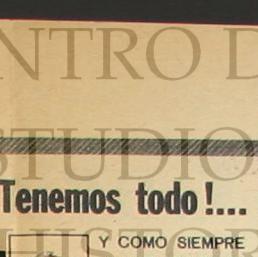 NTRO D
STUDIO
Tenemos todo!...
HISTOR
Y COMO SIEMPRE